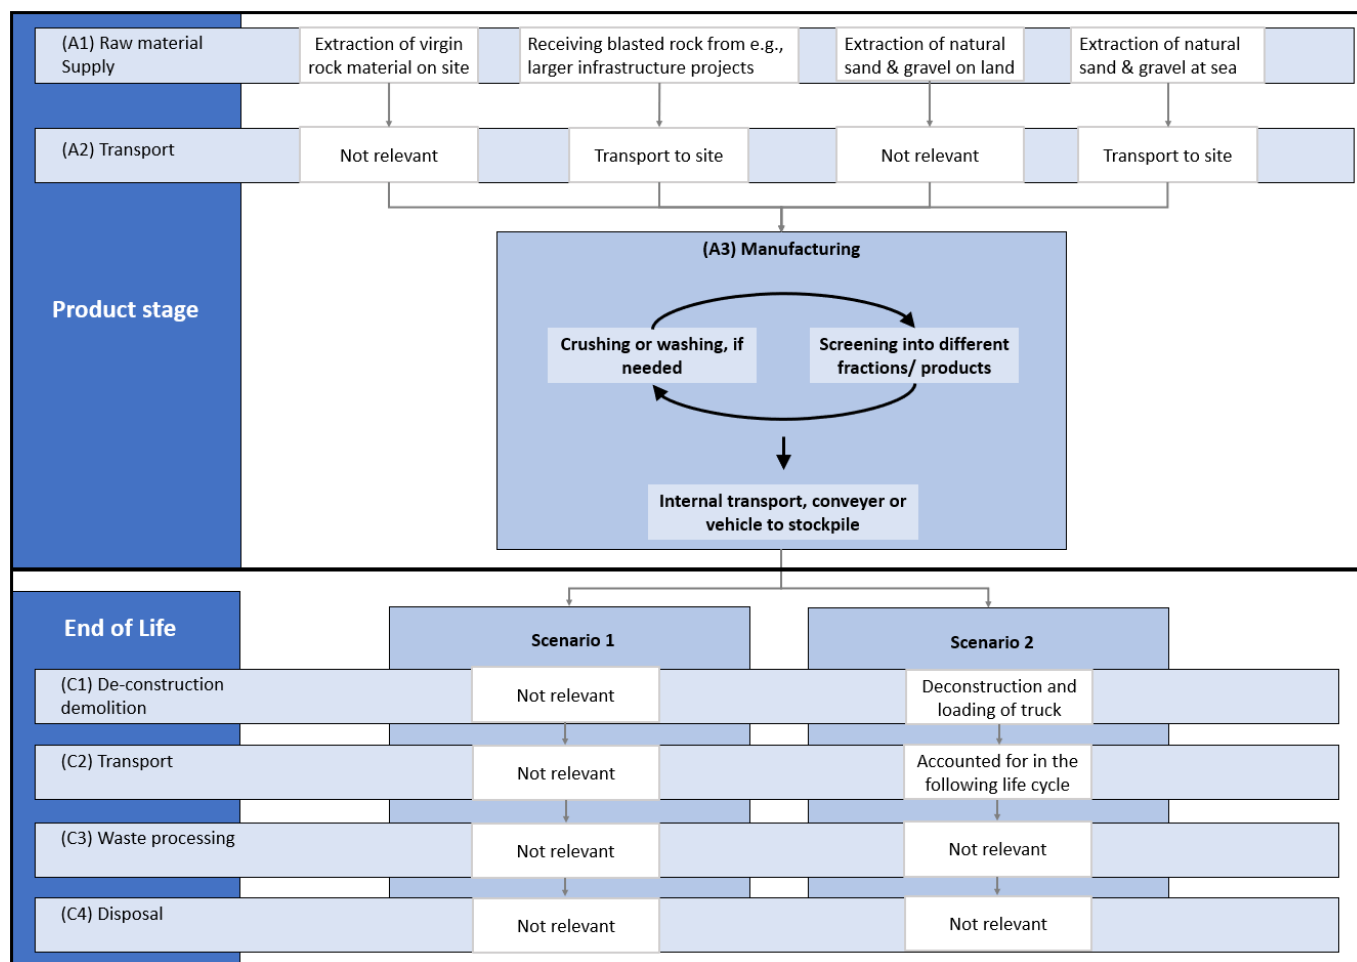 (A1) Raw material
Supply
Extraction of virgin
rock material on site
Receiving blasted rock from e.g.,
larger infrastructure projects
Extraction of natural
sand & gravel on land
Extraction of natural
sand & gravel at sea
(A2) Transport
Not relevant
Transport to site
Not relevant
Transport to site
Product stage
(A3) Manufacturing
Crushing or washing, if
needed
Screening into different
fractions/ products
Internal transport, conveyer or
vehicle to stockpile
End of Life
Scenario 1
Scenario 2
(C1) De-construction
demolition
Not relevant
Deconstruction and
loading of truck
(C2) Transport
Not relevant
Accounted for in the
following life cycle
(C3) Waste processing
Not relevant
Not relevant
(C4) Disposal
Not relevant
Not relevant